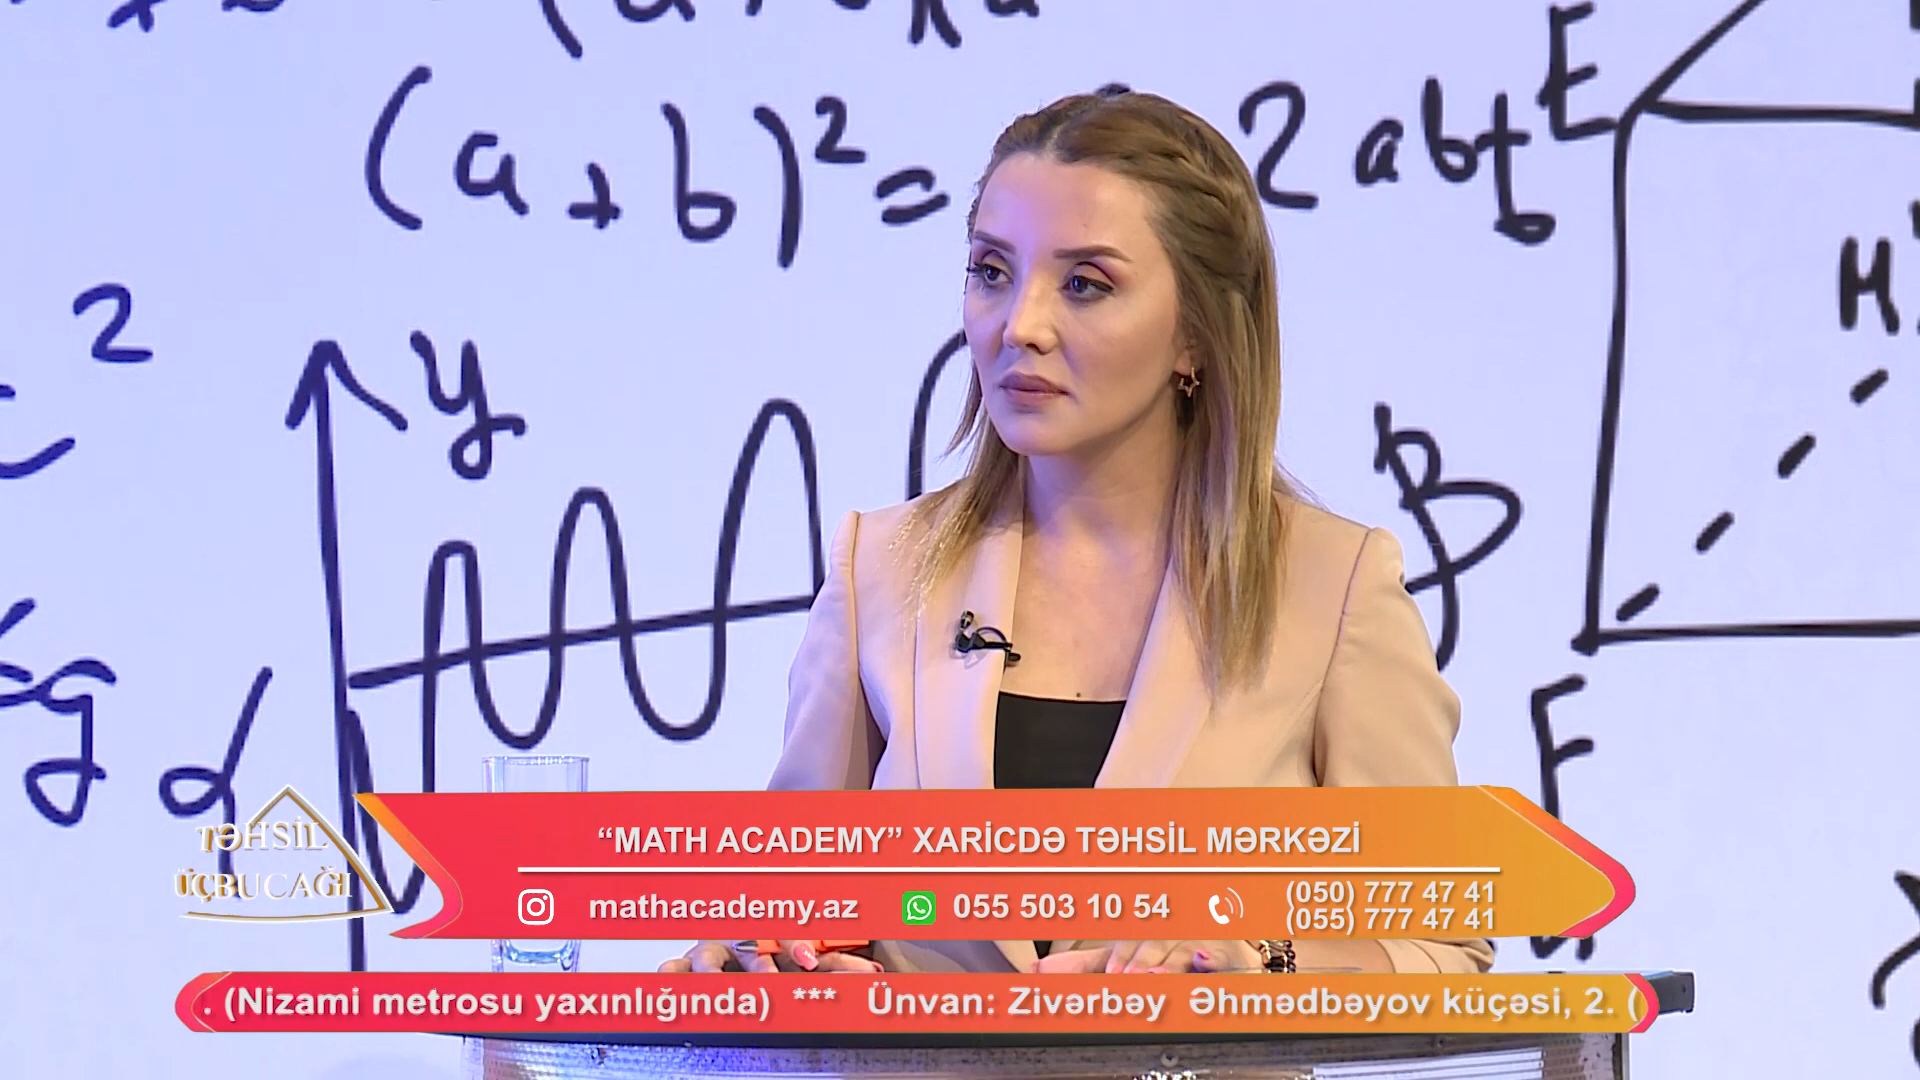 (a+b)²= 2ab+b
E
H
2
y
B
g
α
E
TƏHSİL
ÜÇBUCAĞI
“MATH ACADEMY” XARİCDƏ TƏHSİL MƏRKƏZİ
mathacademy.az 055 503 10 54 (050) 777 47 41
(055) 777 47 41
. (Nizami metrosu yaxınlığında) *** Ünvan: Zivərbəy Əhmədbəyov küçəsi, 2. (